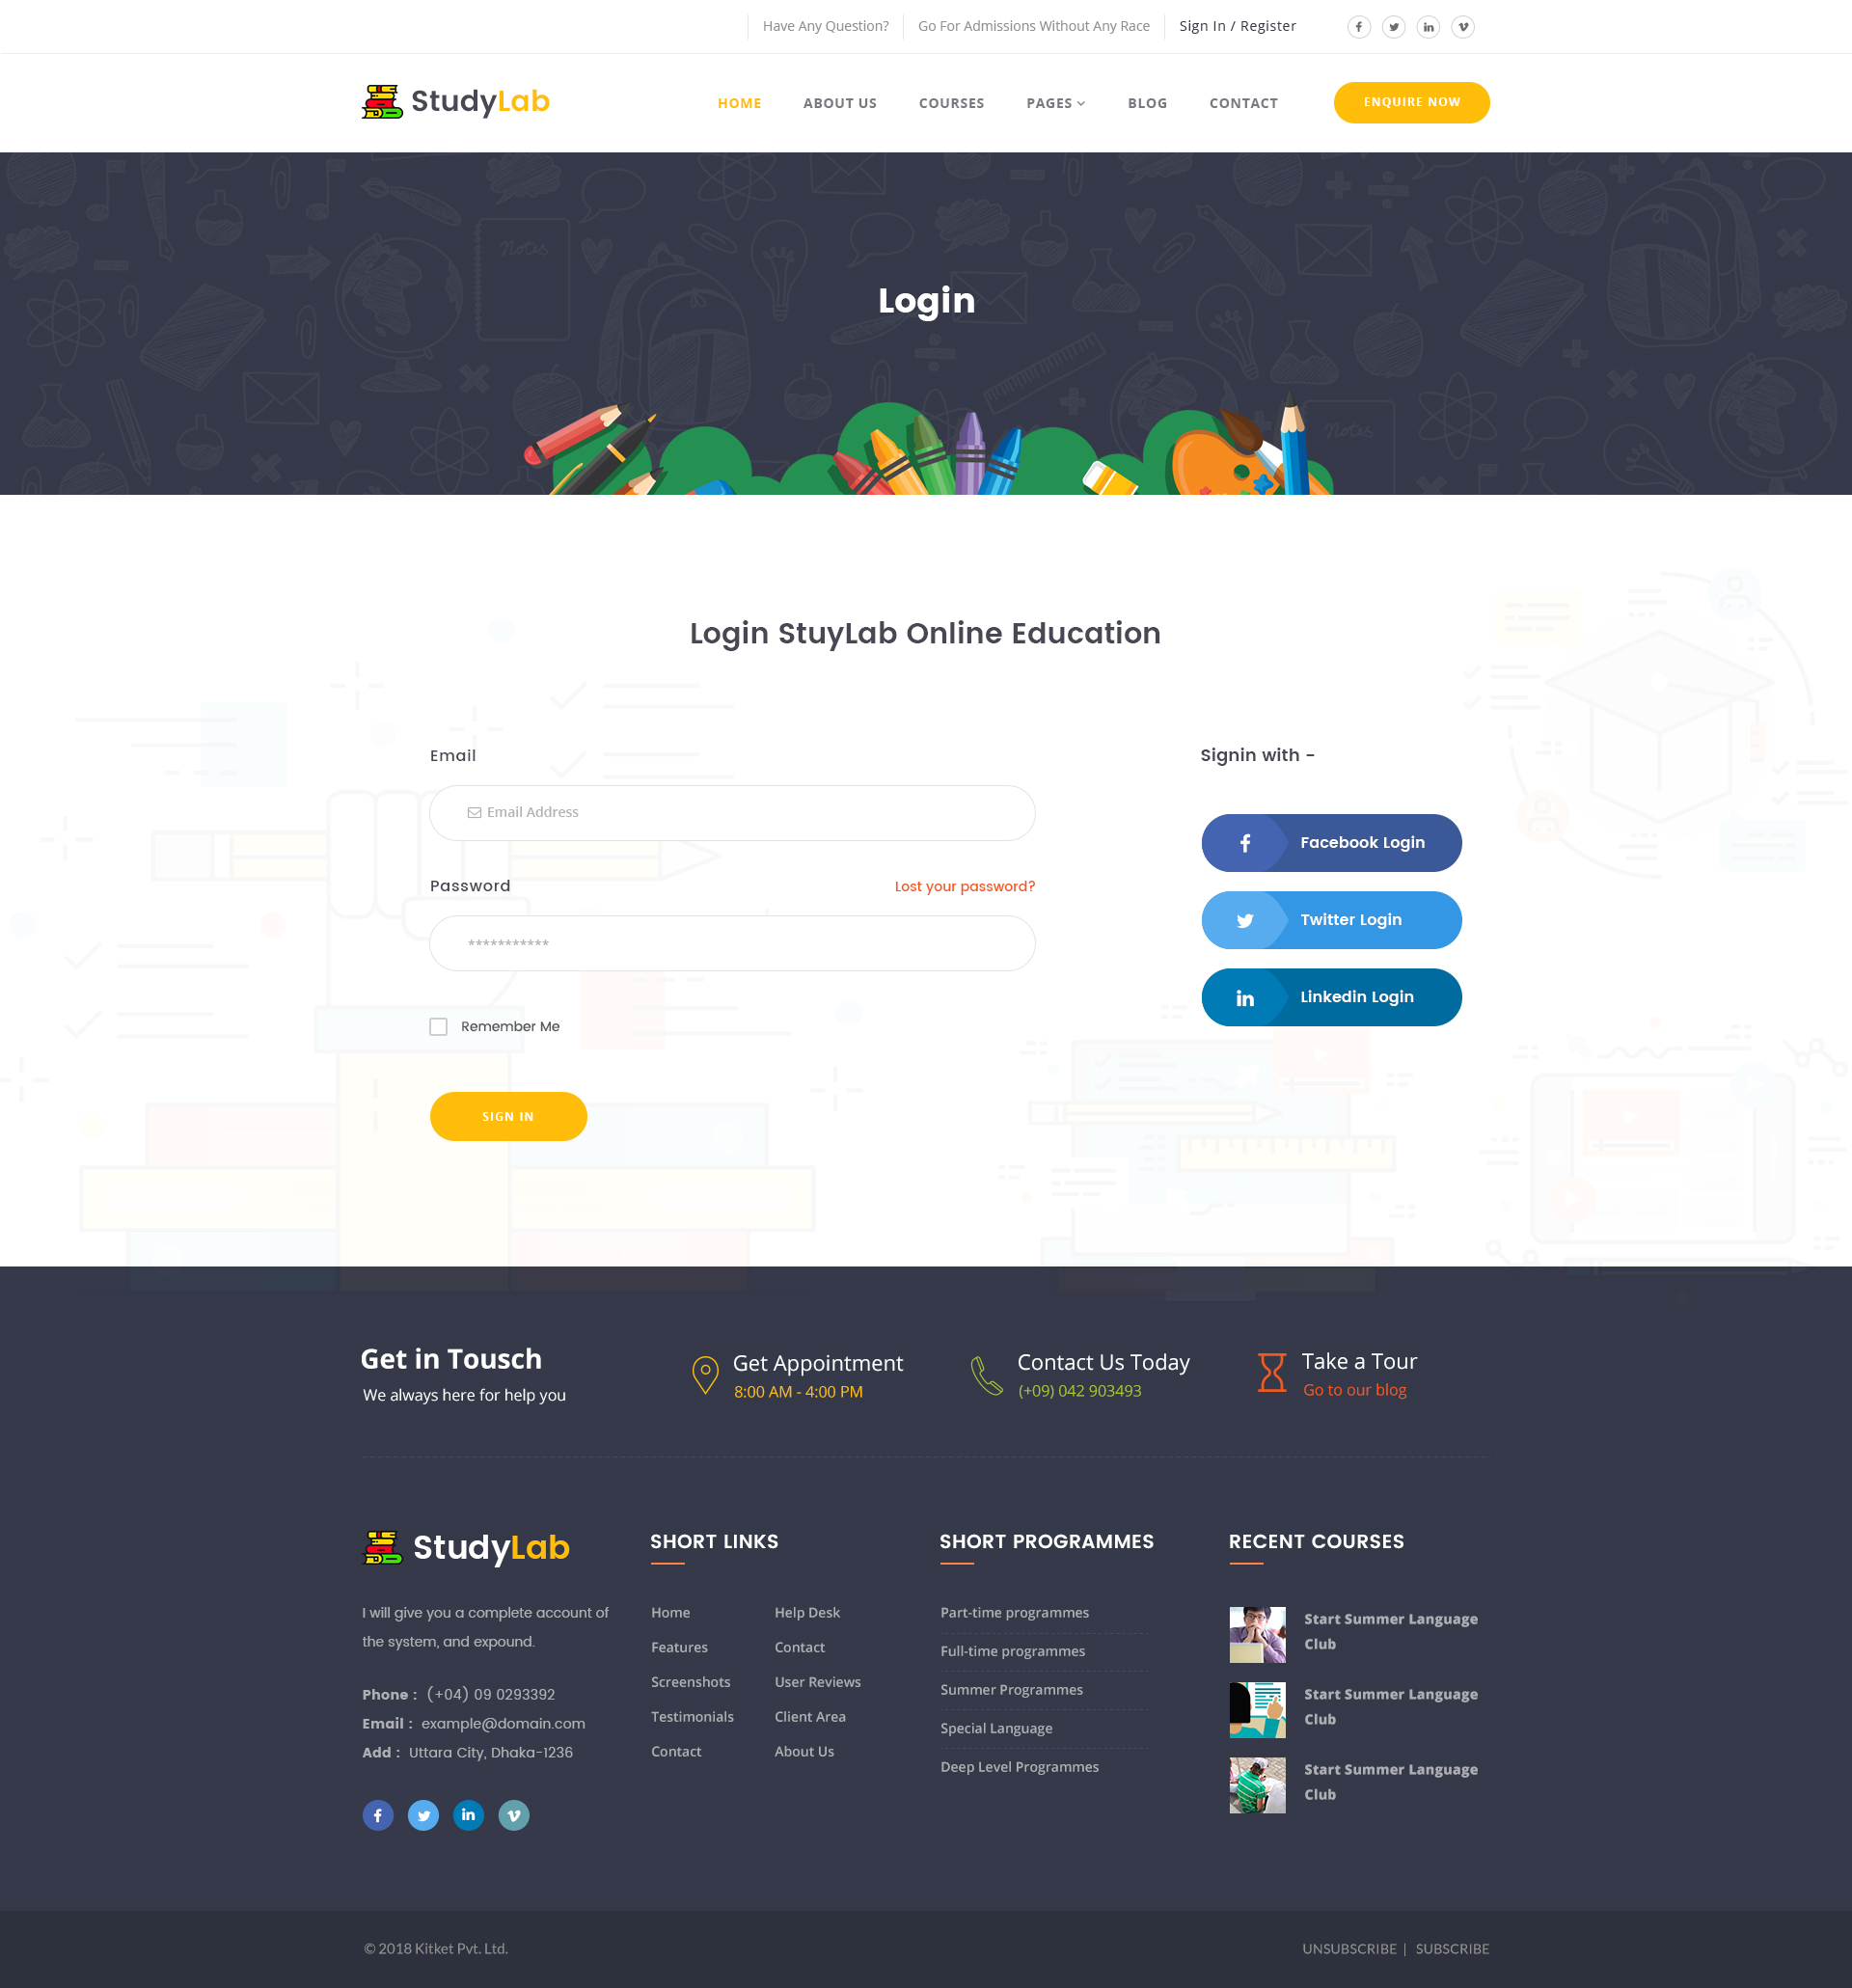 Have Any Question?
Go For Admissions Without Any Race
Sign In / Register
StudyLab
HOME
ABOUT US
COURSES
PAGES
BLOG
CONTACT
ENQUIRE NOW
notes
notes
Login
Login StuyLab Online Education
Email
Email Address
Password
Lost your password?
***********
Remember Me
SIGN IN
Signin with -
Facebook Login
Twitter Login
Linkedin Login
Get in Tousch
We always here for help you
Get Appointment
8:00 AM - 4:00 PM
Contact Us Today
(+09) 042 903493
Take a Tour
Go to our blog
StudyLab
I will give you a complete account of
the system, and expound.
Phone : (+04) 09 0293392
Email : example@domain.com
Add : Uttara City, Dhaka-1236
SHORT LINKS
Home
Features
Screenshots
Testimonials
Contact
Help Desk
Contact
User Reviews
Client Area
About Us
SHORT PROGRAMMES
Part-time programmes
Full-time programmes
Summer Programmes
Special Language
Deep Level Programmes
RECENT COURSES
Start Summer Language
Club
Start Summer Language
Club
Start Summer Language
Club
© 2018 Kitket Pvt. Ltd.
UNSUBSCRIBE | SUBSCRIBE